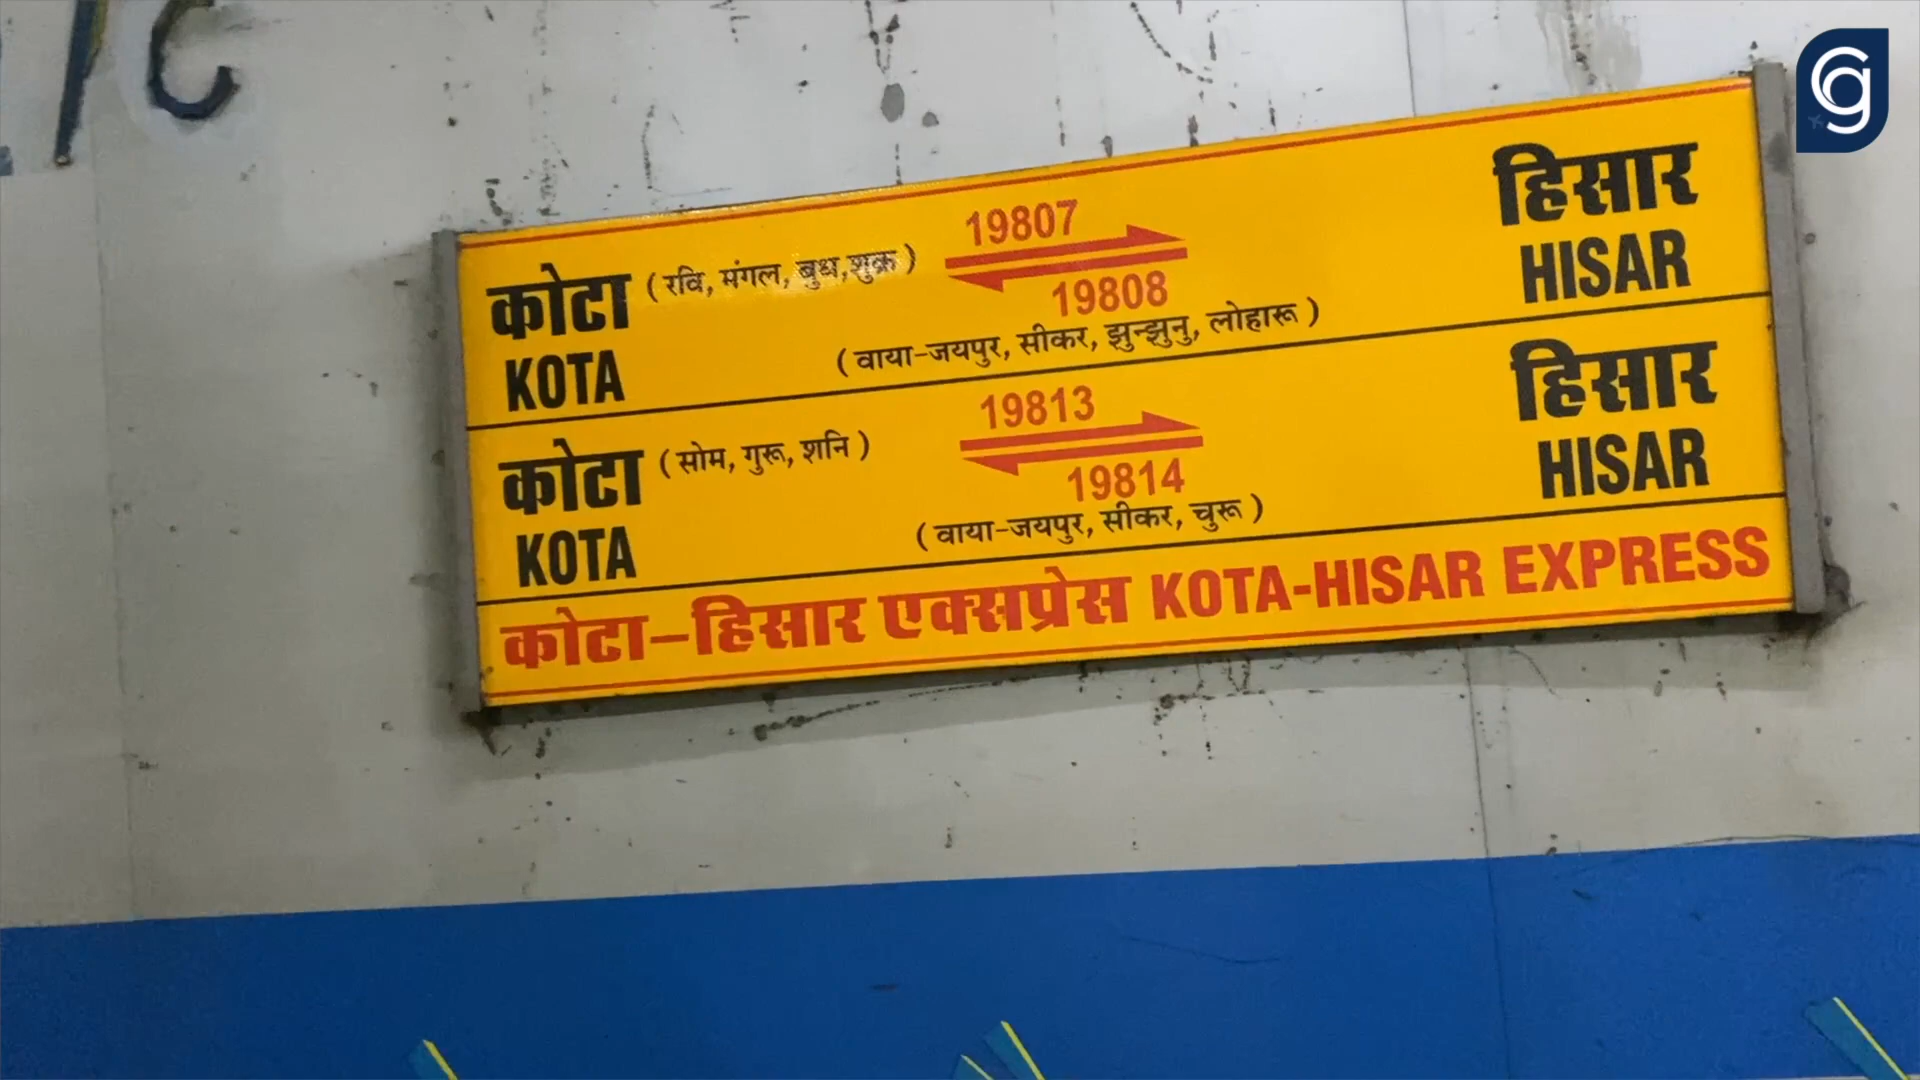 कोटा (रवि, मंगल, बुध,शुक्र) 19807 हिसार
KOTA 19808 HISAR
(वाया-जयपुर, सीकर, झुन्झुनु, लोहारू)
कोटा (सोम, गुरू, शनि) 19813 हिसार
KOTA 19814 HISAR
(वाया-जयपुर, सीकर, चुरू)
कोटा-हिसार एक्सप्रेस KOTA-HISAR EXPRESS